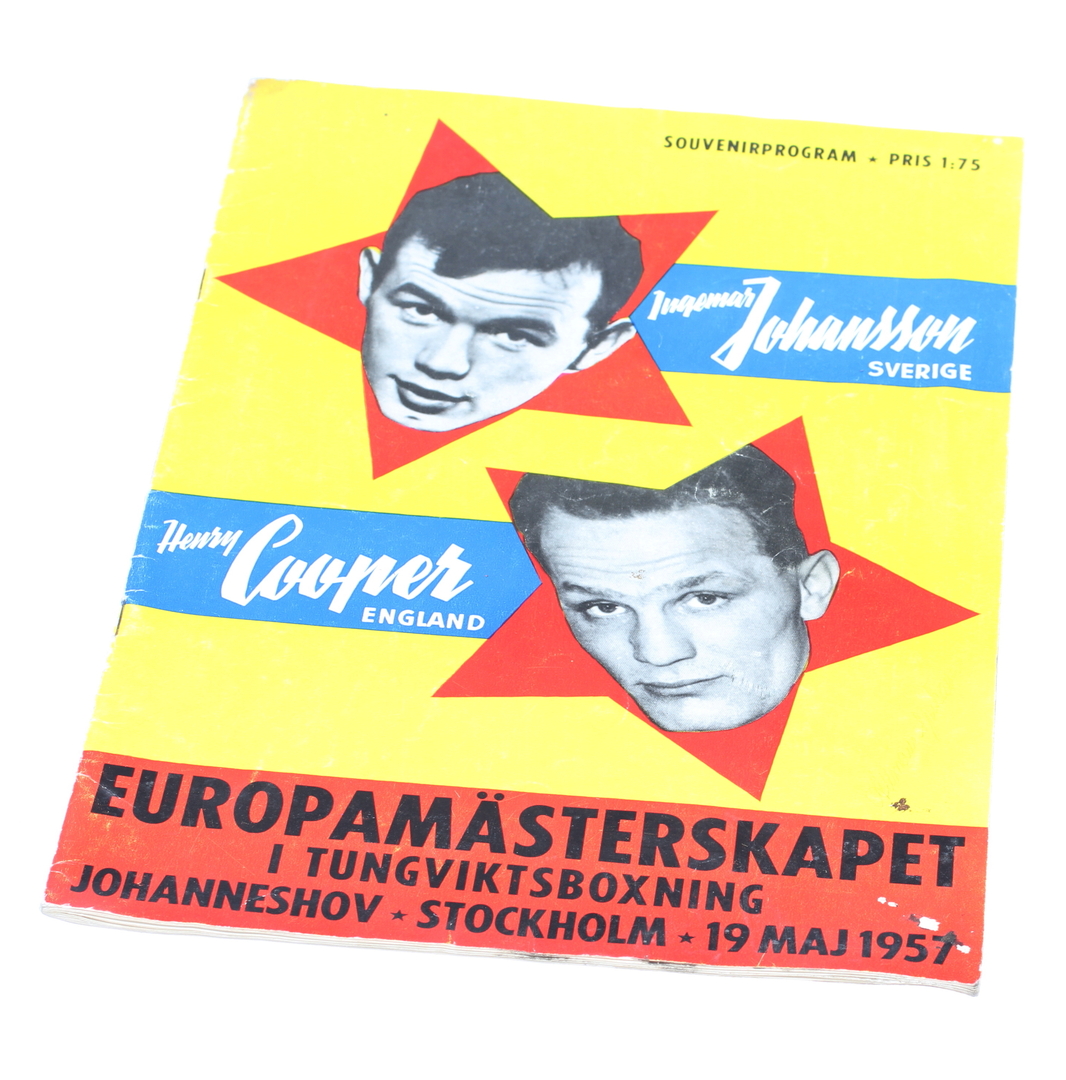 SOUVENIRPROGRAM ★ PRIS 1:75
Ingemar Johansson
SVERIGE
Henry Cooper
ENGLAND
EUROPAMÄSTERSKAPET
I TUNGVIKTSBOXNING
JOHANNESHOV ★ STOCKHOLM ★ 19 MAJ 1957